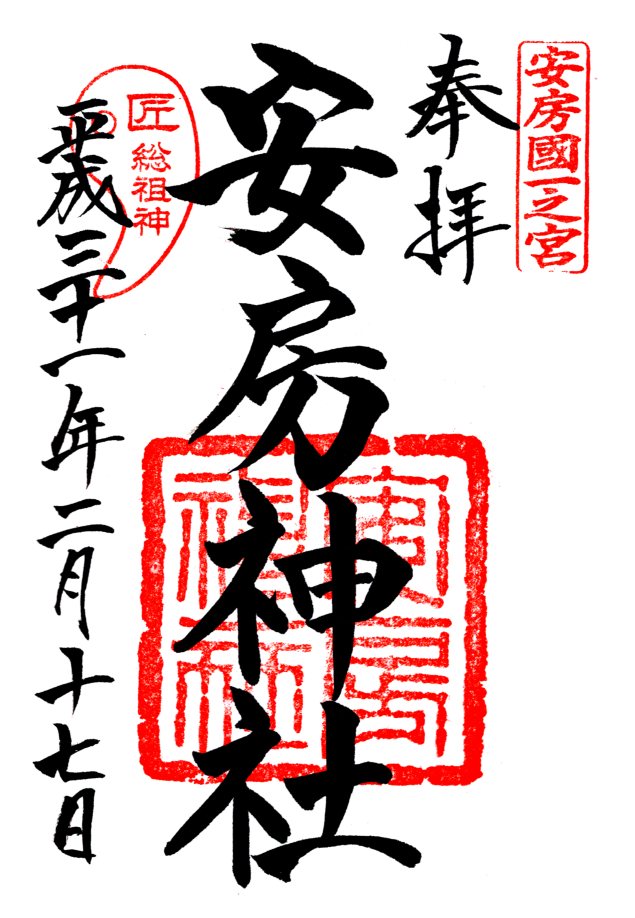 安房國一之宮
奉拝
安房神社
安房神社
匠
総祖神
平成三十一年二月十七日